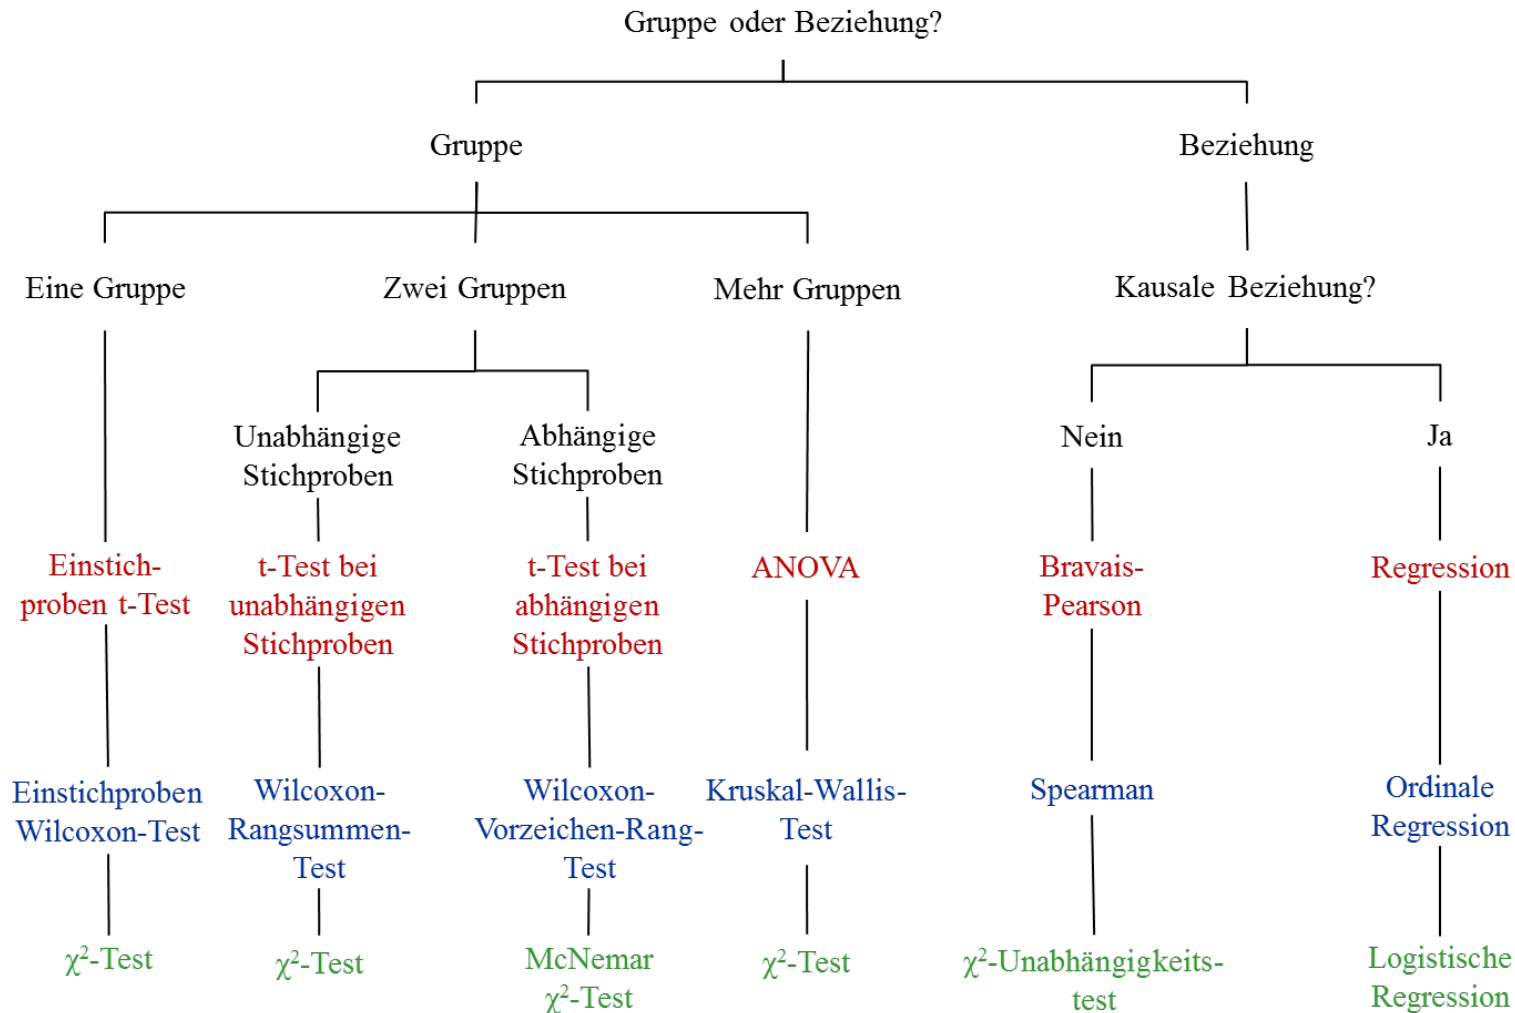 Gruppe oder Beziehung?
Gruppe
Beziehung
Eine Gruppe
Zwei Gruppen
Mehr Gruppen
Kausale Beziehung?
Unabhängige
Stichproben
Abhängige
Stichproben
Nein
Ja
Einstich-
proben t-Test
t-Test bei
unabhängigen
Stichproben
t-Test bei
abhängigen
Stichproben
ANOVA
Bravais-
Pearson
Regression
Einstichproben
Wilcoxon-Test
Wilcoxon-
Rangsummen-
Test
Wilcoxon-
Vorzeichen-Rang-
Test
Kruskal-Wallis-
Test
Spearman
Ordinale
Regression
χ²-Test
χ²-Test
McNemar
χ²-Test
χ²-Test
χ²-Unabhängigkeits-
test
Logistische
Regression